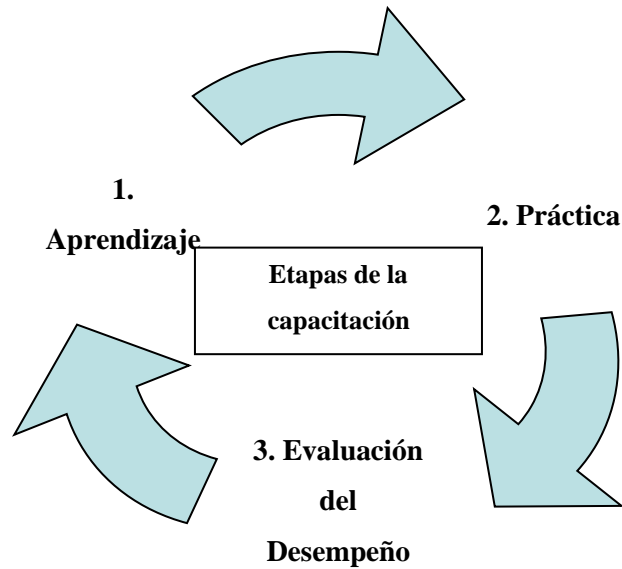 1.
Aprendizaje
2. Práctica
Etapas de la
capacitación
3. Evaluación
del
Desempeño